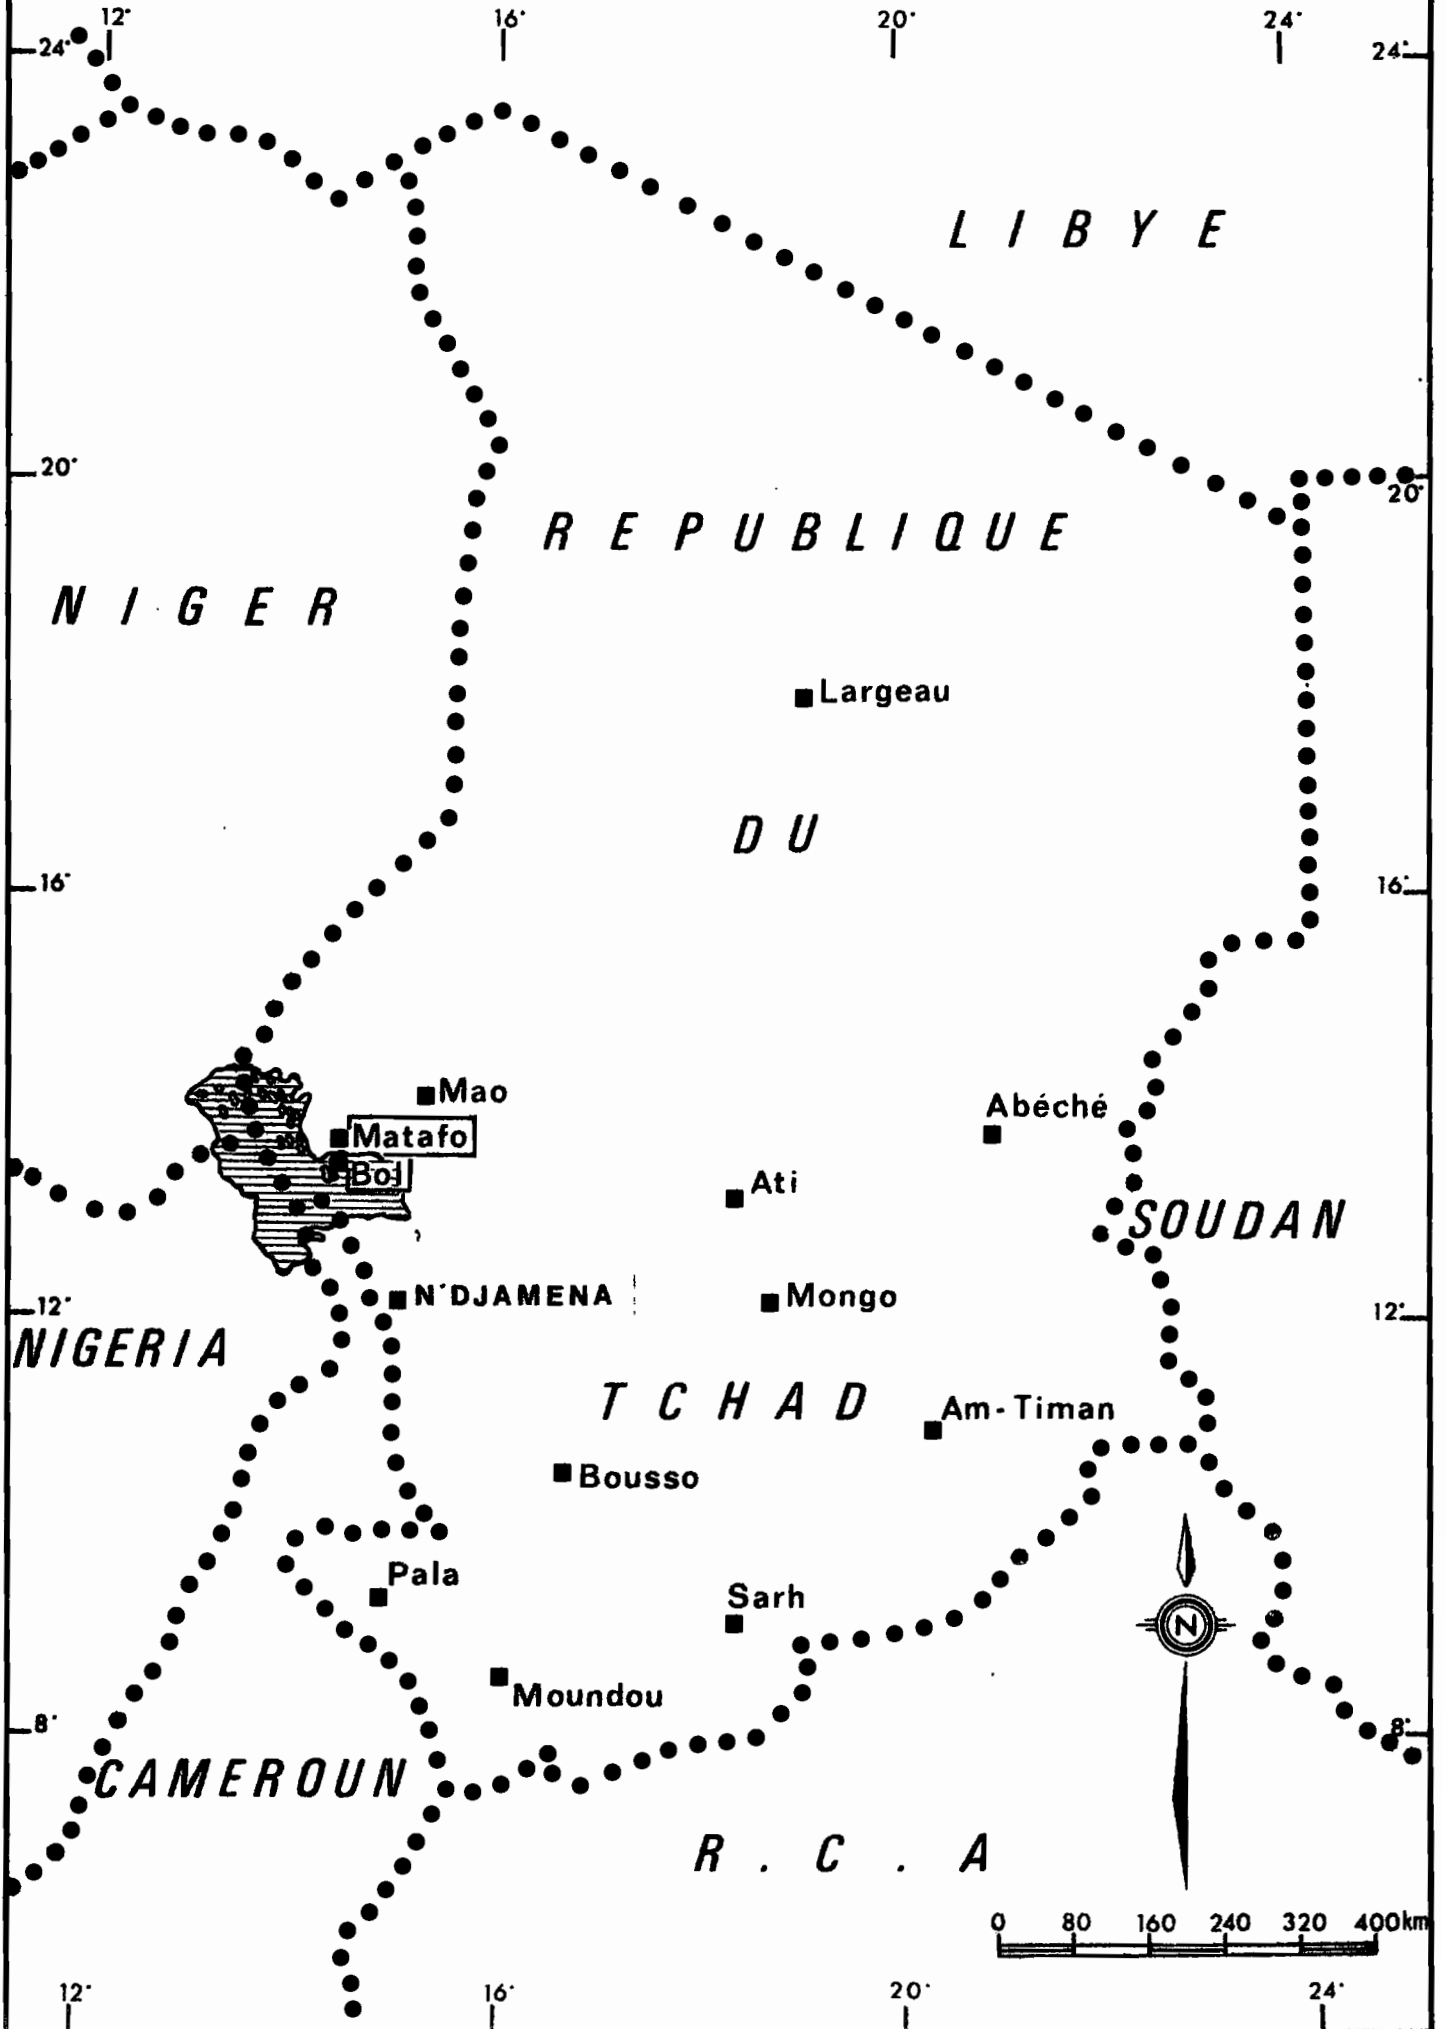 12°
16°
20°
24°
24°
24°
L I B Y E
20°
20°
R E P U B L I Q U E
N I G E R
Largeau
D U
16°
16°
Mao
Matafo
Bol
Abéché
Ati
SOUDAN
N'DJAMENA
Mongo
12°
12°
NIGERIA
T C H A D
Am-Timan
Bousso
Pala
Sarh
N
Moundou
8°
8°
CAMEROUN
R . C . A
0 80 160 240 320 400km
12°
16°
20°
24°